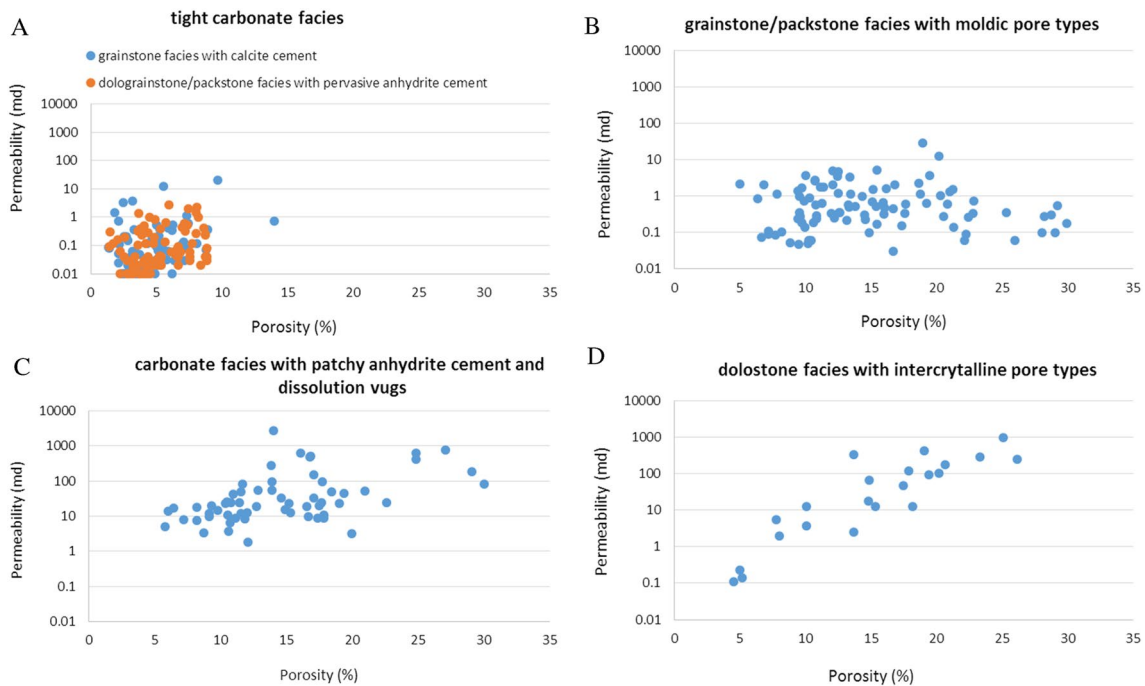 A
tight carbonate facies
grainstone facies with calcite cement
dolograinstone/packstone facies with pervasive anhydrite cement
Permeability (md)
10000
1000
100
10
1
0.1
0.01
0 5 10 15 20 25 30 35
Porosity (%)
B
grainstone/packstone facies with moldic pore types
Permeability (md)
10000
1000
100
10
1
0.1
0.01
0 5 10 15 20 25 30 35
Porosity (%)
C
carbonate facies with patchy anhydrite cement and
dissolution vugs
Permeability (md)
10000
1000
100
10
1
0.1
0.01
0 5 10 15 20 25 30 35
Porosity (%)
D
dolostone facies with intercrytalline pore types
Permeability (md)
10000
1000
100
10
1
0.1
0.01
0 5 10 15 20 25 30 35
Porosity (%)